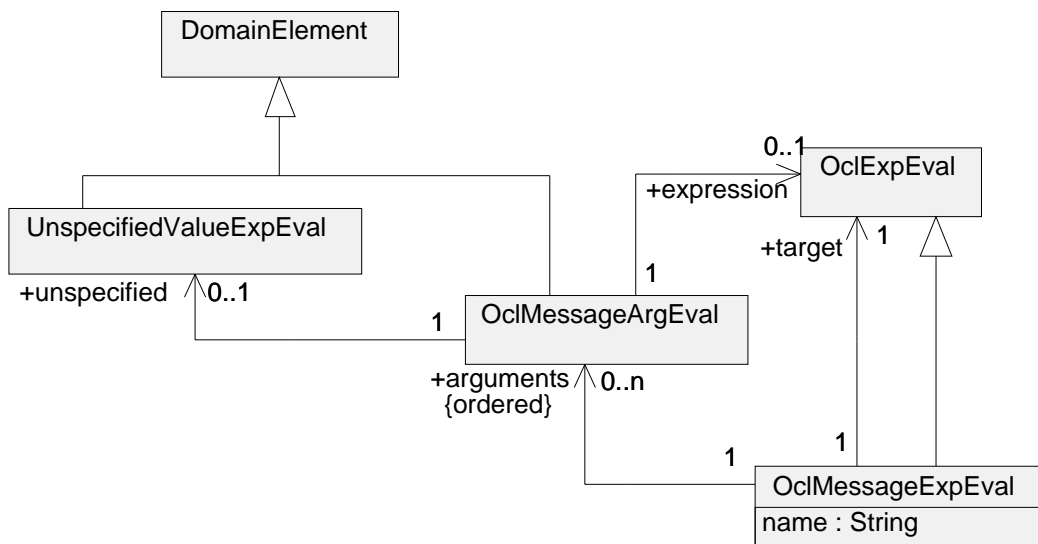 DomainElement
0..1
OclExpEval
+expression
UnspecifiedValueExpEval
+target
1
1
+unspecified
0..1
1
OclMessageArgEval
+arguments
0..n
{ordered}
1
1
OclMessageExpEval
name : String